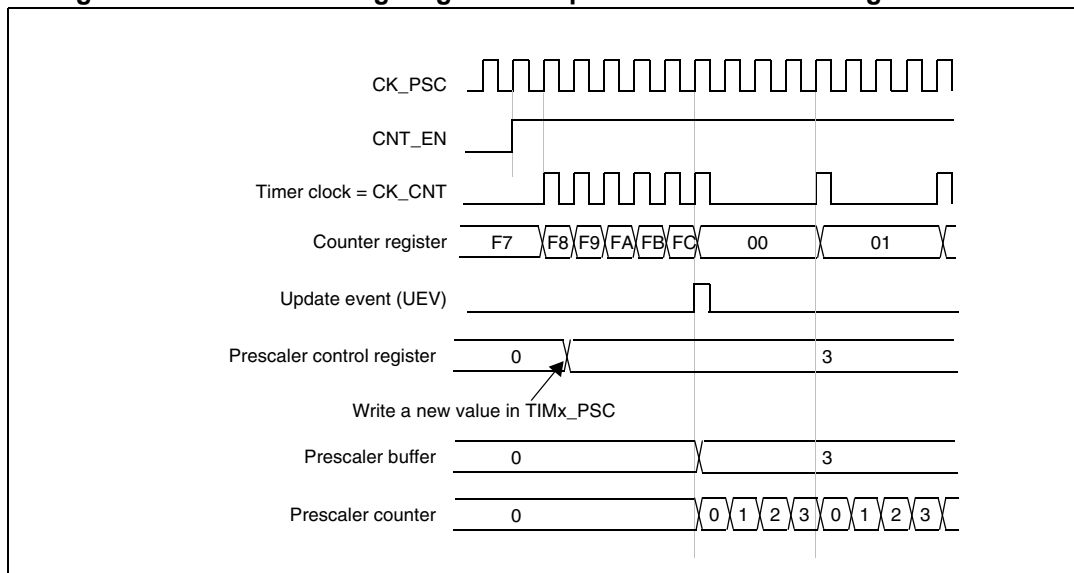 CK_PSC
CNT_EN
Timer clock = CK_CNT
Counter register F7 F8 F9 FA FB FC 00 01
Update event (UEV)
Prescaler control register 0 3
Write a new value in TIMx_PSC
Prescaler buffer 0 3
Prescaler counter 0 0 1 2 3 0 1 2 3